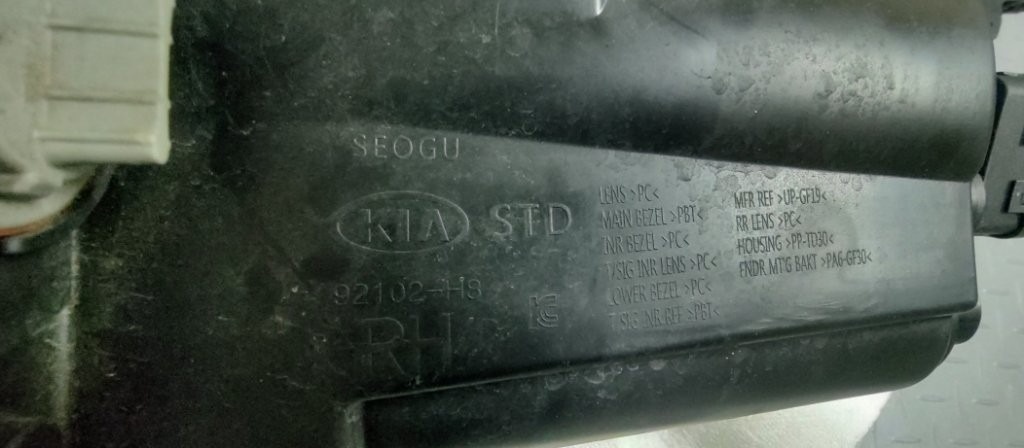 SEOGU
KIA STD
92102-H8
RH
LENS >PC<
MAIN BEZEL >PBT<
INR BEZEL >PC<
T/SIG INR LENS >PC<
LOWER BEZEL >PC<
T/SIG INR REF >PBT<
MFR REF >UP-GF19<
RR LENS >PC<
HOUSING >PP-TD30<
FNDR MT'G BAKT >PA6-GF30<